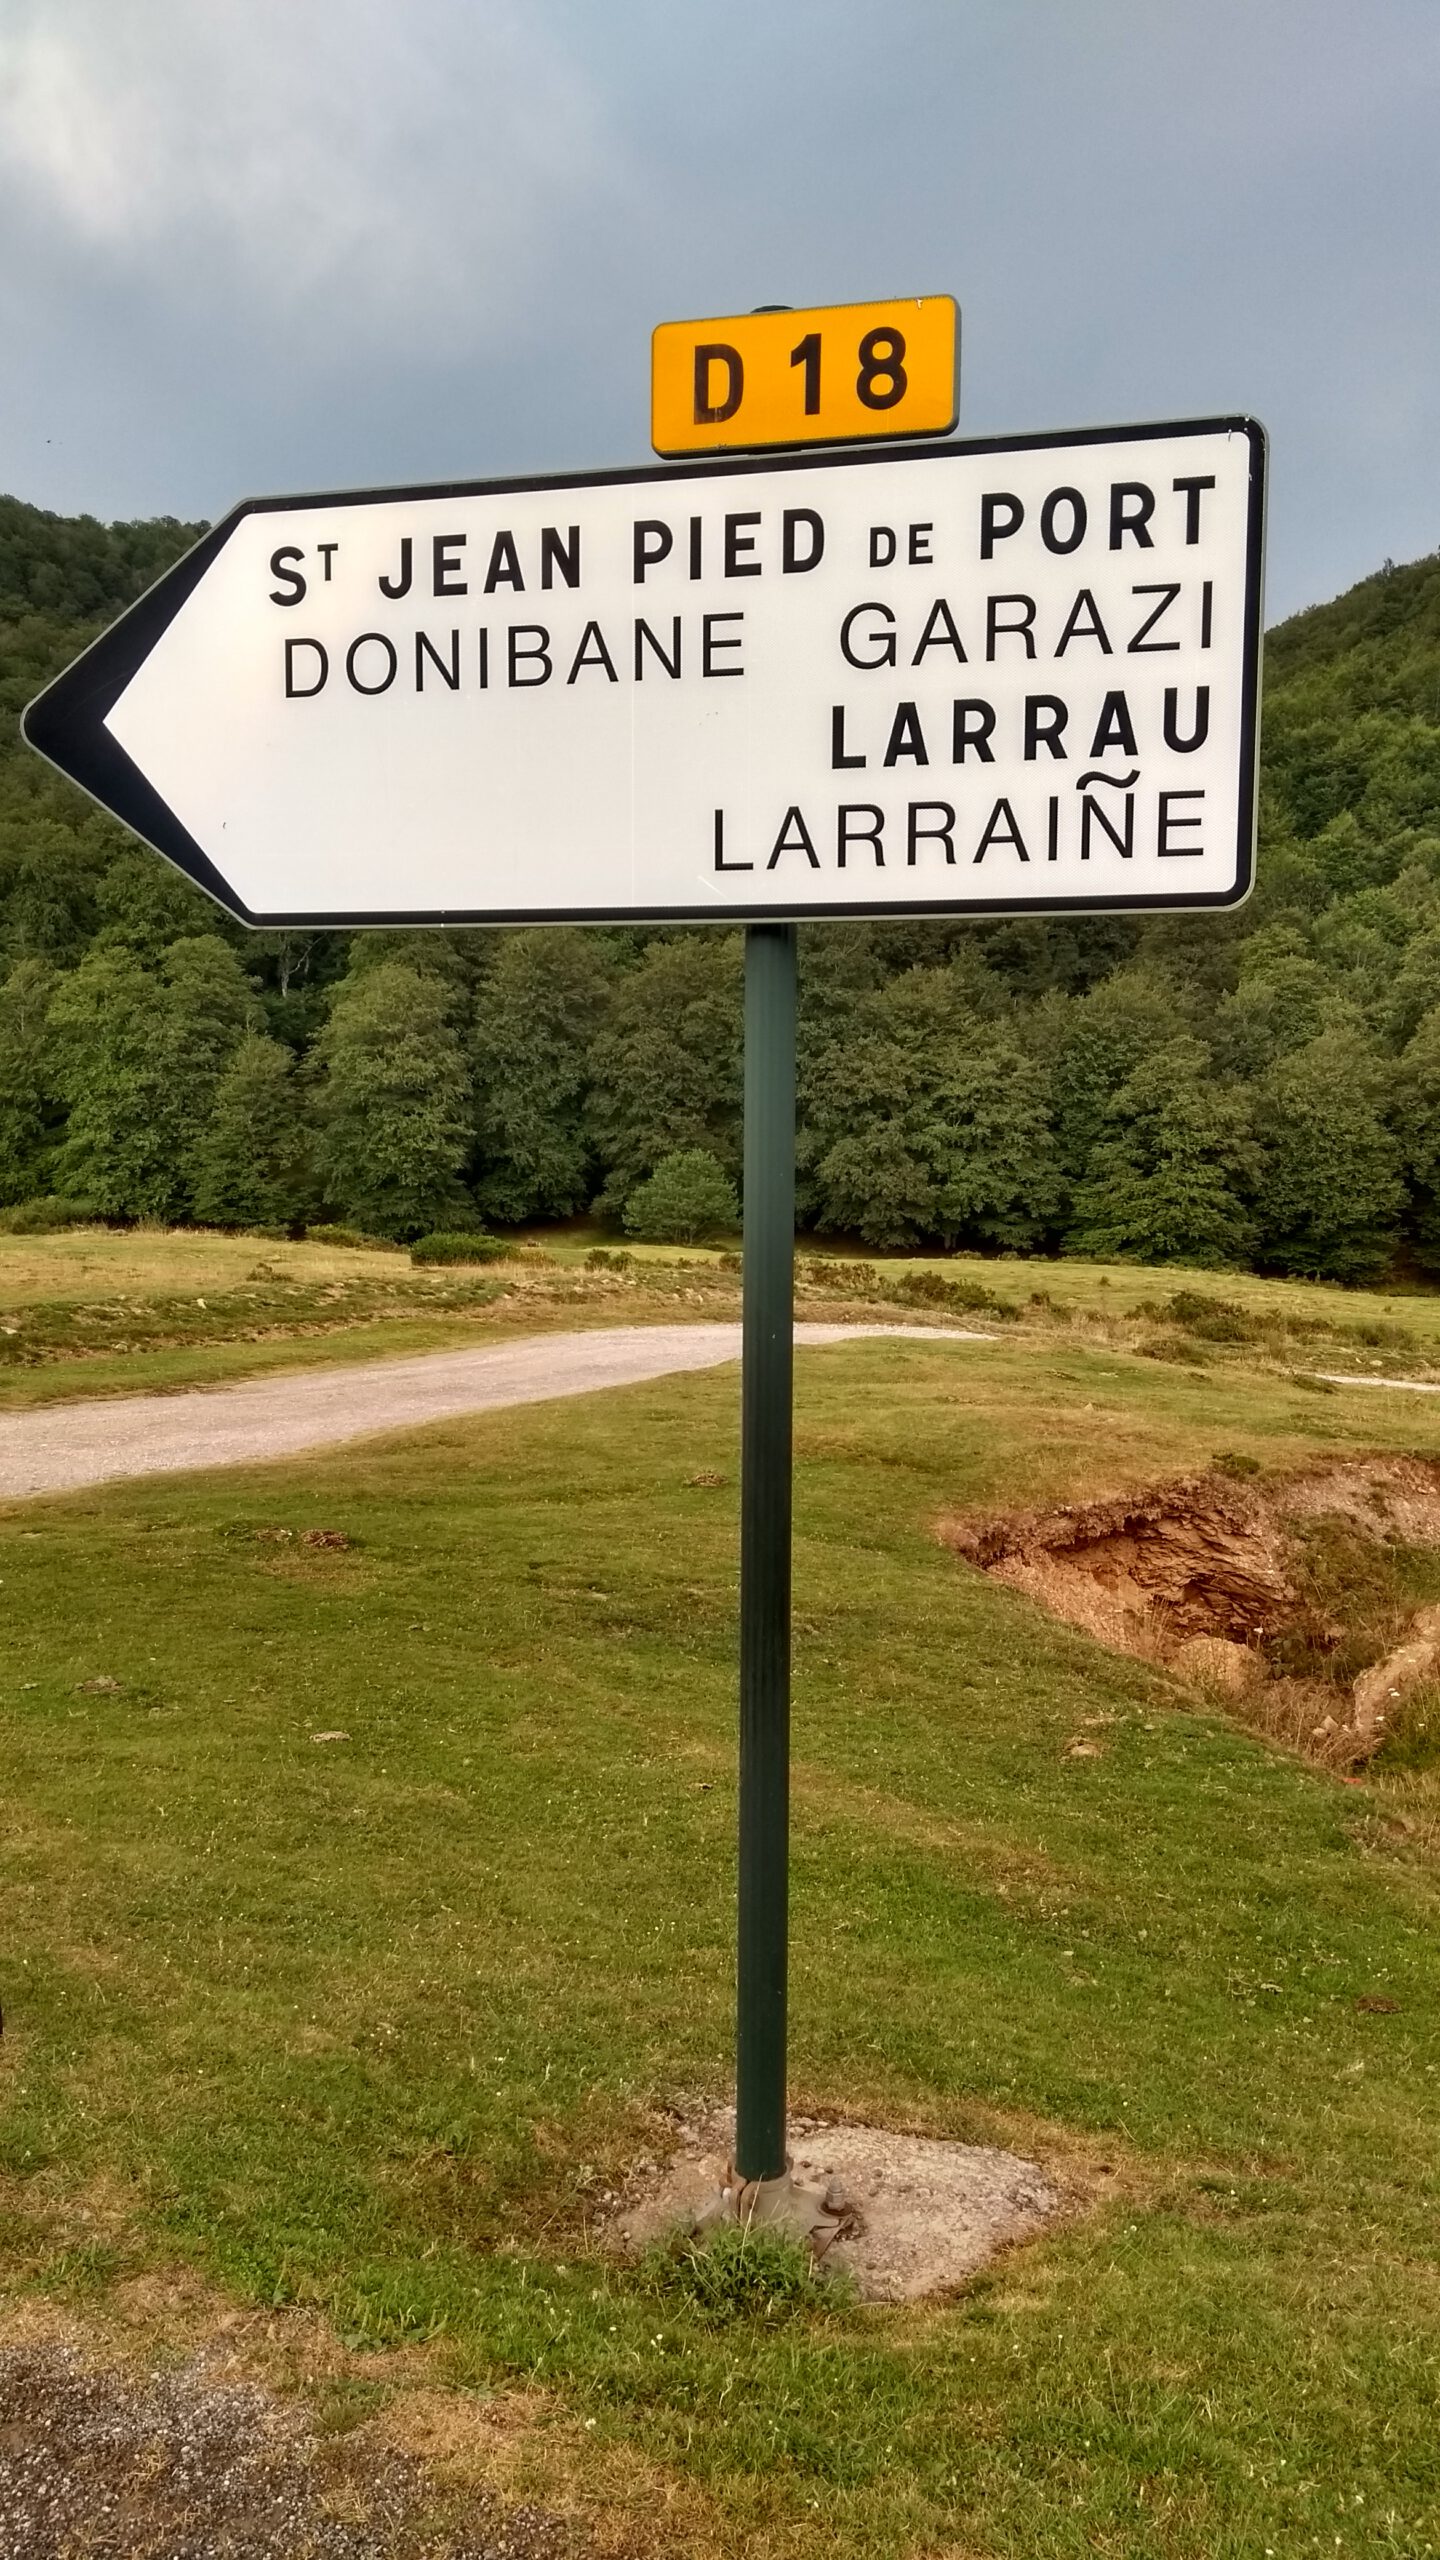 D 18
ST JEAN PIED DE PORT
DONIBANE GARAZI
LARRAU
LARRAIÑE